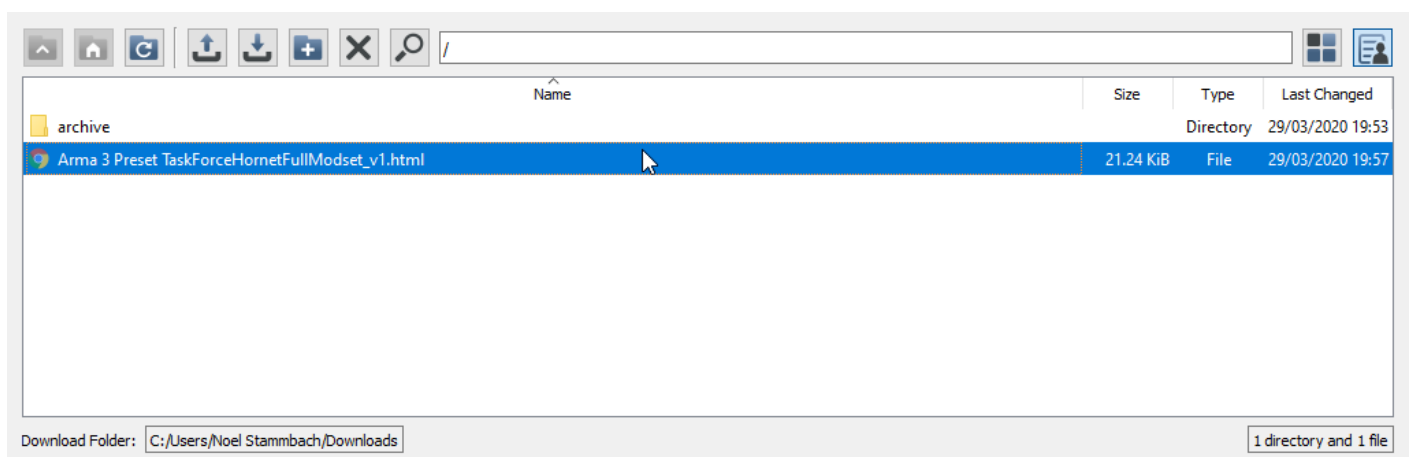 /
Name Size Type Last Changed
archive Directory 29/03/2020 19:53
Arma 3 Preset TaskForceHornetFullModset_v1.html 21.24 KiB File 29/03/2020 19:57
Download Folder: C:/Users/Noel Stammbach/Downloads 1 directory and 1 file